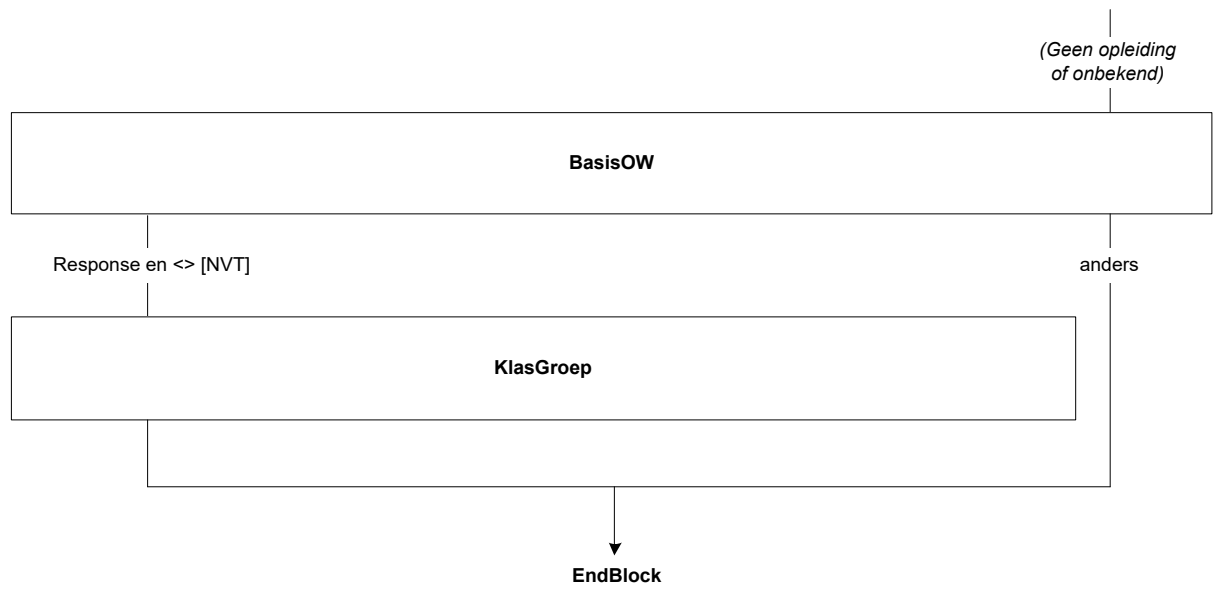 (Geen opleiding
of onbekend)
BasisOW
Response en <> [NVT]
anders
KlasGroep
EndBlock